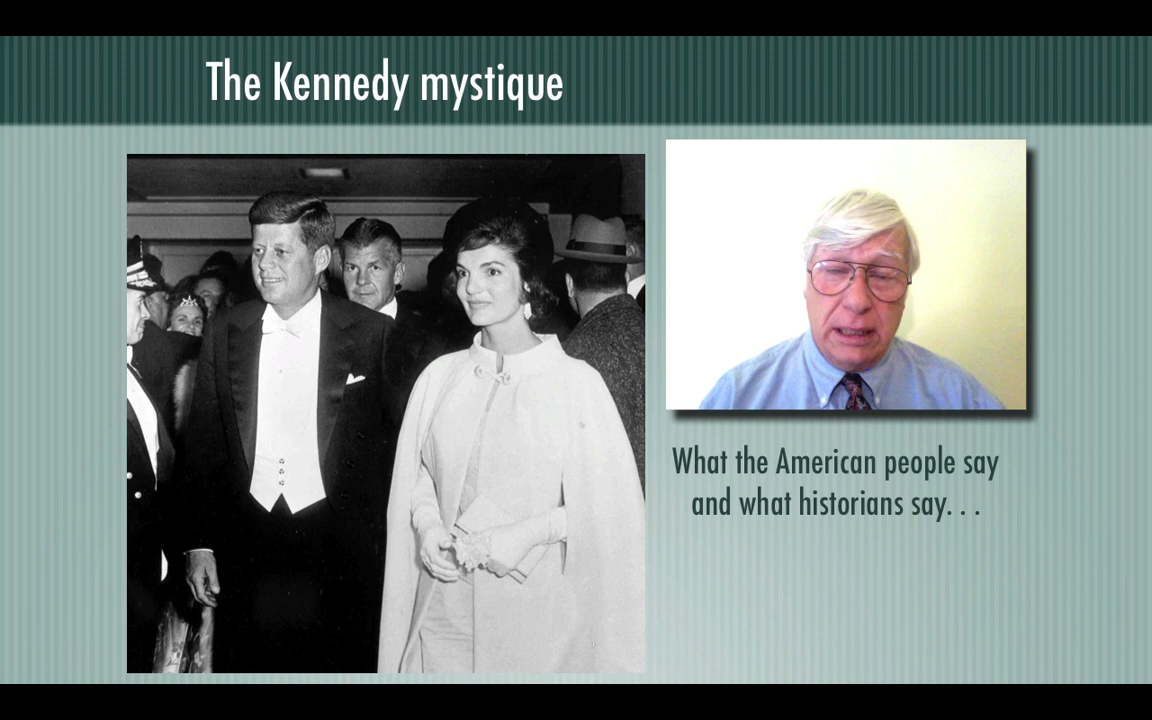 The Kennedy mystique
What the American people say
and what historians say. . .